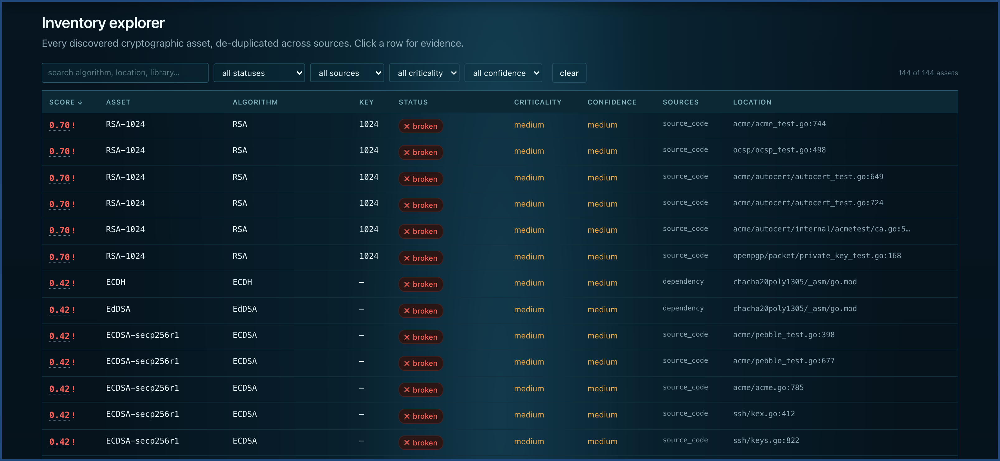 Inventory explorer
Every discovered cryptographic asset, de-duplicated across sources. Click a row for evidence.
search algorithm, location, library... all statuses all sources all criticality all confidence clear 144 of 144 assets
SCORE ↓ ASSET ALGORITHM KEY STATUS CRITICALITY CONFIDENCE SOURCES LOCATION
0.70 ! RSA-1024 RSA 1024 ✕ broken medium medium source_code acme/acme_test.go:744
0.70 ! RSA-1024 RSA 1024 ✕ broken medium medium source_code ocsp/ocsp_test.go:498
0.70 ! RSA-1024 RSA 1024 ✕ broken medium medium source_code acme/autocert/autocert_test.go:649
0.70 ! RSA-1024 RSA 1024 ✕ broken medium medium source_code acme/autocert/autocert_test.go:724
0.70 ! RSA-1024 RSA 1024 ✕ broken medium medium source_code acme/autocert/internal/acmetest/ca.go:5…
0.70 ! RSA-1024 RSA 1024 ✕ broken medium medium source_code openpgp/packet/private_key_test.go:168
0.42 ! ECDH ECDH — ✕ broken medium medium dependency chacha20poly1305/_asm/go.mod
0.42 ! EdDSA EdDSA — ✕ broken medium medium dependency chacha20poly1305/_asm/go.mod
0.42 ! ECDSA-secp256r1 ECDSA — ✕ broken medium medium source_code acme/pebble_test.go:398
0.42 ! ECDSA-secp256r1 ECDSA — ✕ broken medium medium source_code acme/pebble_test.go:677
0.42 ! ECDSA-secp256r1 ECDSA — ✕ broken medium medium source_code acme/acme.go:785
0.42 ! ECDSA-secp256r1 ECDSA — ✕ broken medium medium source_code ssh/kex.go:412
0.42 ! ECDSA-secp256r1 ECDSA — ✕ broken medium medium source_code ssh/keys.go:822